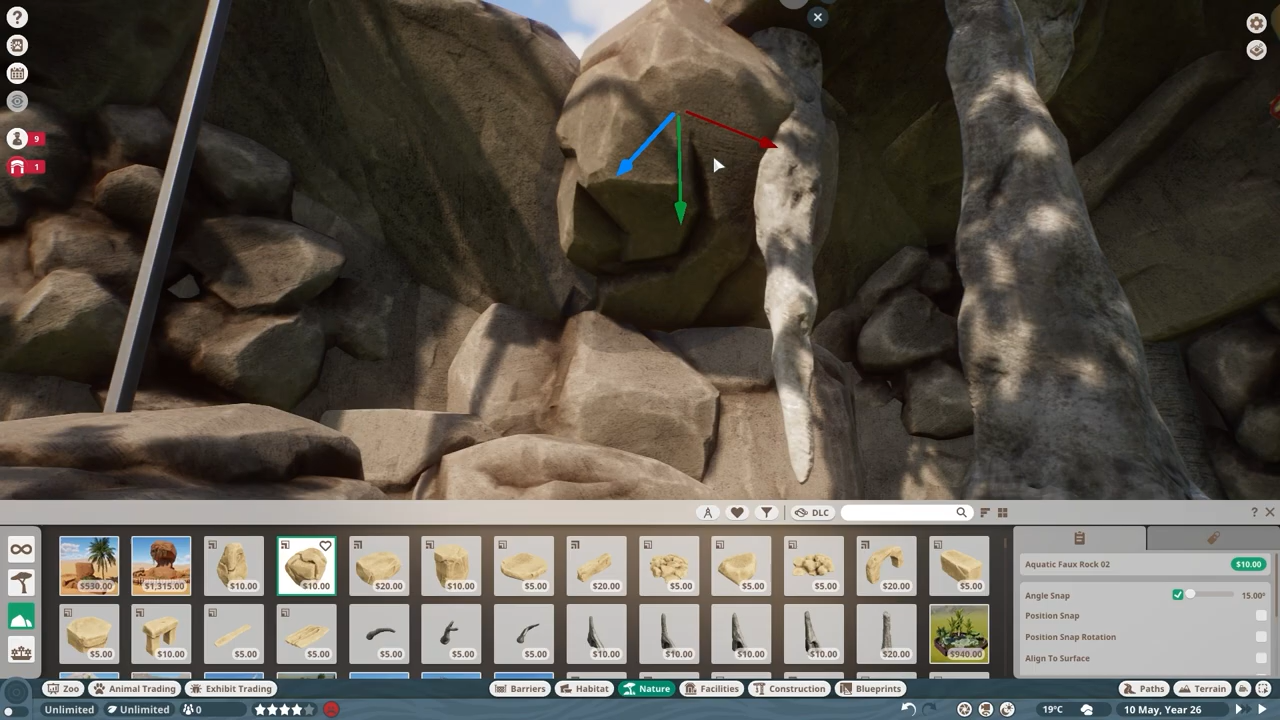 ?
9
1
DLC
?
$530.00 $1,315.00 $10.00 $10.00 $20.00 $10.00 $5.00 $20.00 $5.00 $5.00 $5.00 $20.00 $5.00
Aquatic Faux Rock 02 $10.00
Angle Snap 15.00°
Position Snap
Position Snap Rotation
Align To Surface
$5.00 $10.00 $5.00 $5.00 $5.00 $5.00 $5.00 $10.00 $10.00 $10.00 $10.00 $20.00 $940.00
Zoo Animal Trading Exhibit Trading Barriers Habitat Nature Facilities Construction Blueprints Paths Terrain
Unlimited Unlimited 0 19°C 10 May, Year 26